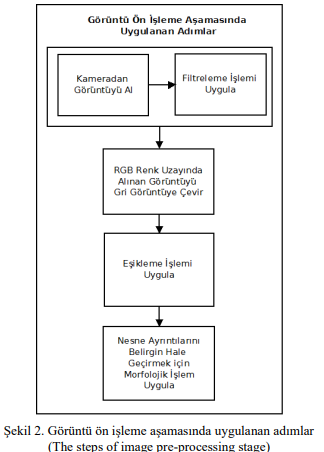 Görüntü Ön İşleme Aşamasında
Uygulanan Adımlar
Kameradan
Görüntüyü Al
Filtreleme İşlemi
Uygula
RGB Renk Uzayında
Alınan Görüntüyü
Gri Görüntüye Çevir
Eşikleme İşlemi
Uygula
Nesne Ayrıntılarını
Belirgin Hale
Geçirmek için
Morfolojik İşlem
Uygula
Şekil 2. Görüntü ön işleme aşamasında uygulanan adımlar
(The steps of image pre-processing stage)